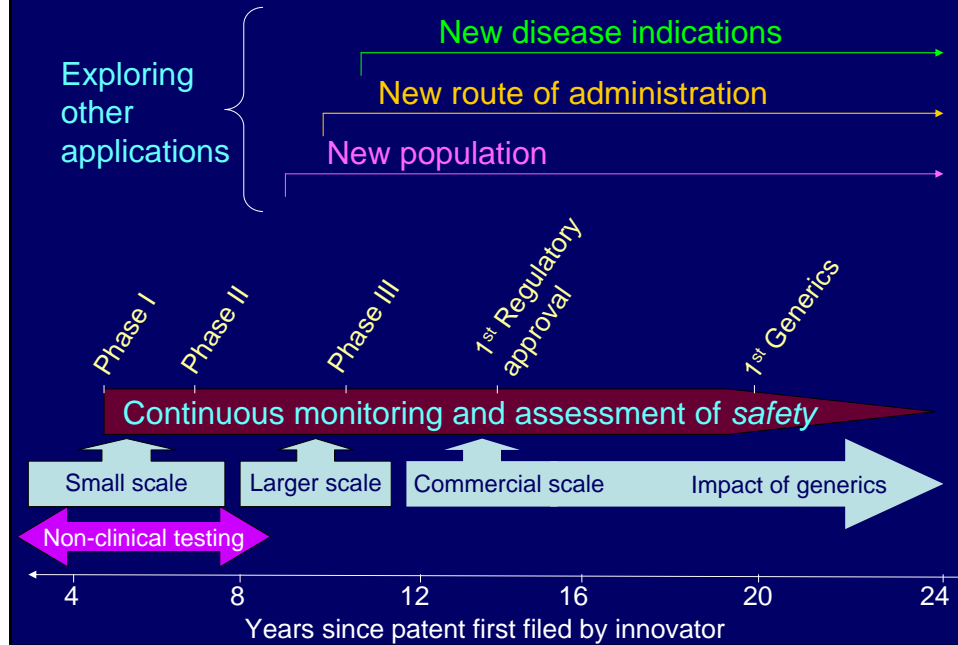 New disease indications
Exploring
other
applications
New route of administration
New population
Phase I
Phase II
Phase III
1st Regulatory
approval
1st Generics
Continuous monitoring and assessment of safety
Small scale
Larger scale
Commercial scale
Impact of generics
Non-clinical testing
4
8
12
16
20
24
Years since patent first filed by innovator